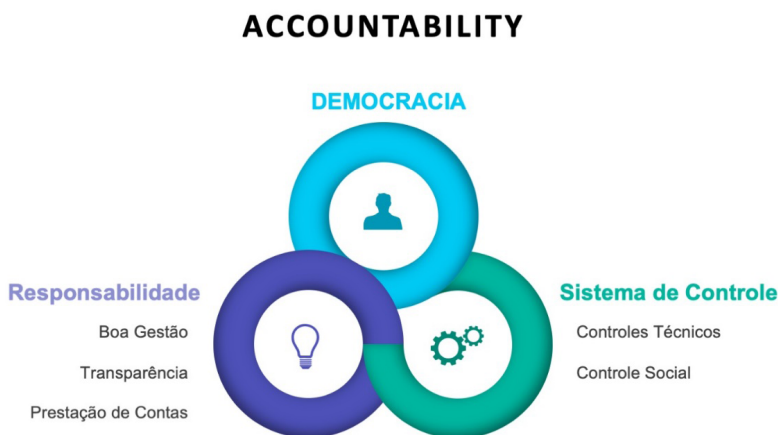 ACCOUNTABILITY
DEMOCRACIA
Responsabilidade
Boa Gestão
Transparência
Prestação de Contas
Sistema de Controle
Controles Técnicos
Controle Social